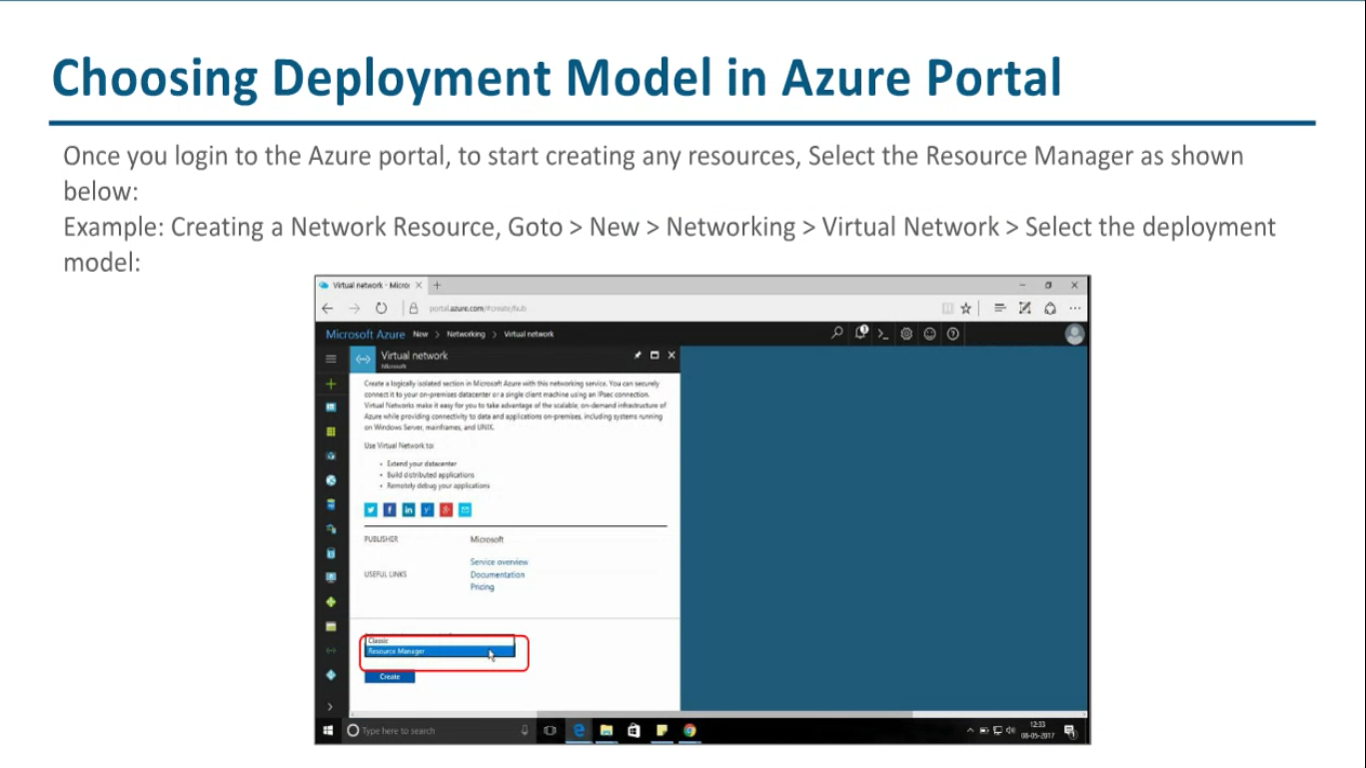 Choosing Deployment Model in Azure Portal
Once you login to the Azure portal, to start creating any resources, Select the Resource Manager as shown
below:
Example: Creating a Network Resource, Goto > New > Networking > Virtual Network > Select the deployment
model:
Virtual network - Micro
portal.azure.com/#create/hub
Microsoft Azure New > Networking > Virtual network
Virtual network
Microsoft
Create a logically isolated section in Microsoft Azure with this networking service. You can securely
connect it to your on-premises datacenter or a single client machine using an IPsec connection.
Virtual Networks make it easy for you to take advantage of the scalable, on-demand infrastructure of
Azure while providing connectivity to data and applications on-premises, including systems running
on Windows Server, mainframes, and UNIX.
Use Virtual Network to:
• Extend your datacenter
• Build distributed applications
• Remotely debug your applications
PUBLISHER Microsoft
Service overview
USEFUL LINKS Documentation
Pricing
Classic
Resource Manager
Create
Type here to search
12:33
08-05-2017